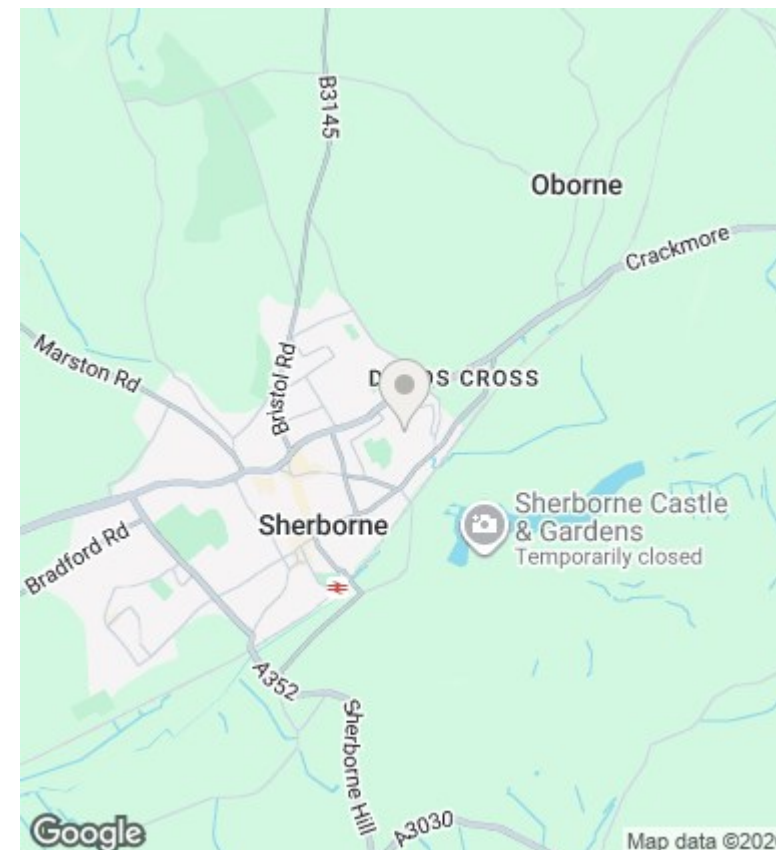 B3145
Oborne
Crackmore
Marston Rd
Bristol Rd
CROSS
Sherborne Castle
& Gardens
Temporarily closed
Sherborne
Bradford Rd
A352
Sherborne Hill
A3030
Google
Map data ©202